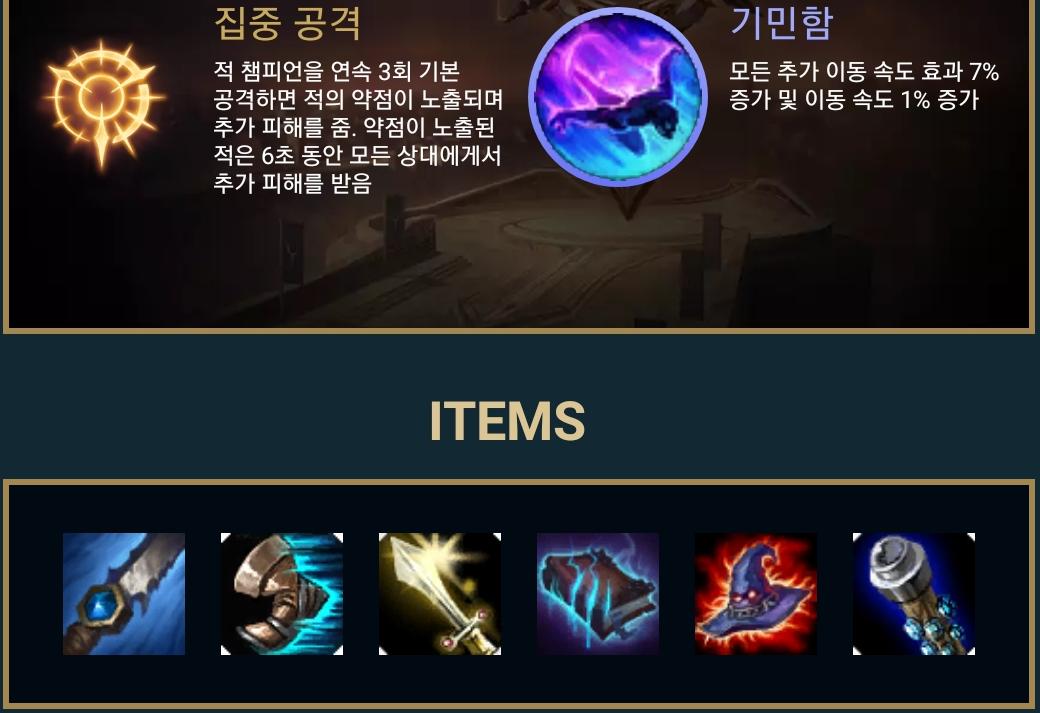 집중 공격
적 챔피언을 연속 3회 기본
공격하면 적의 약점이 노출되며
추가 피해를 줌. 약점이 노출된
적은 6초 동안 모든 상대에게서
추가 피해를 받음
기민함
모든 추가 이동 속도 효과 7%
증가 및 이동 속도 1% 증가
ITEMS